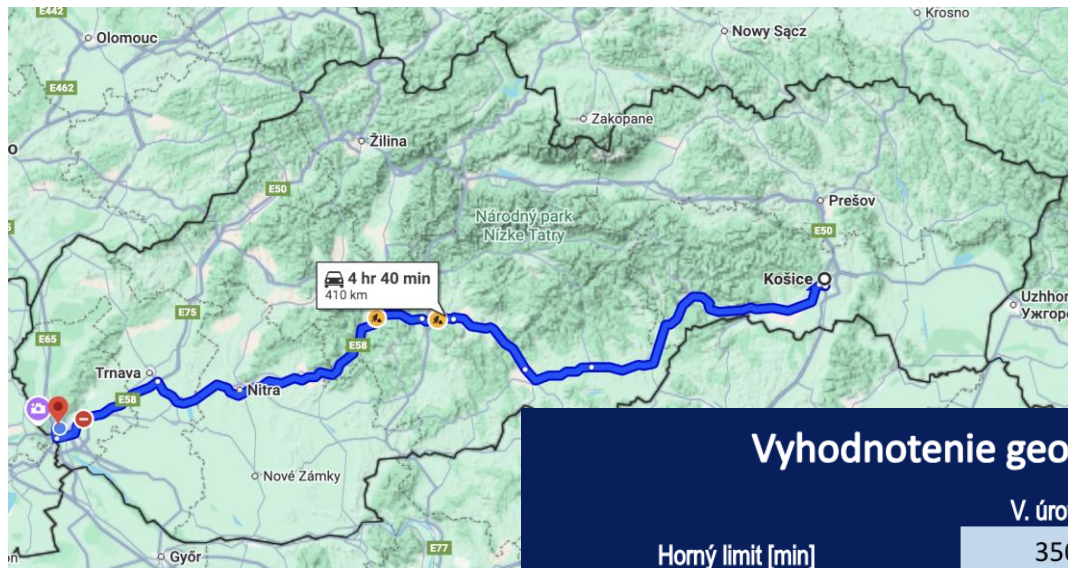 E442
Krosno
Olomouc
Nowy Sącz
E462
Zakopane
Žilina
E50
Prešov
Národný park
Nízke Tatry
E50
4 hr 40 min
410 km
Košice
E75
E65
E58
Trnava
E58
Nitra
Nové Zámky
Győr
E77
Vyhodnotenie geo
V. úro
Horný limit [min]
350